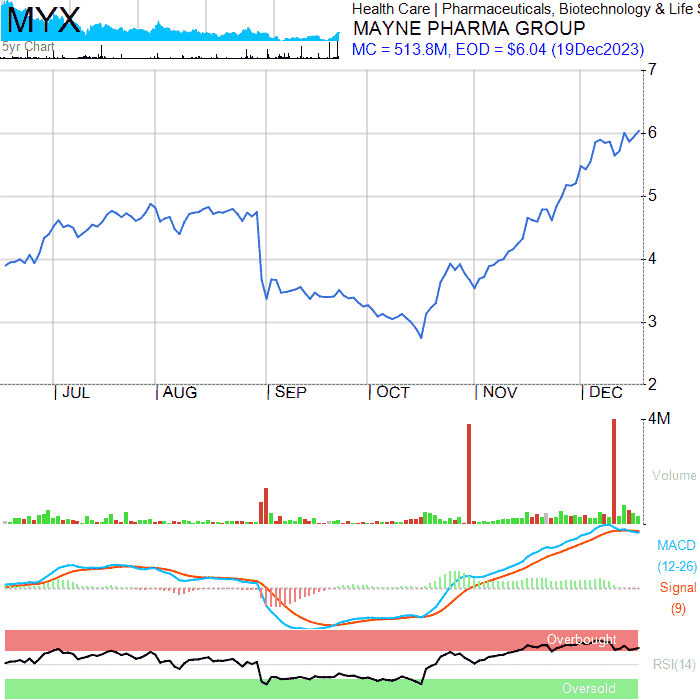 MYX
5yr Chart
Health Care | Pharmaceuticals, Biotechnology & Life S
MAYNE PHARMA GROUP
MC = 513.8M, EOD = $6.04 (19Dec2023)
7
6
5
4
3
2
JUL AUG SEP OCT NOV DEC
4M
Volume
MACD
(12-26)
Signal
(9)
Overbought
RSI(14)
Oversold